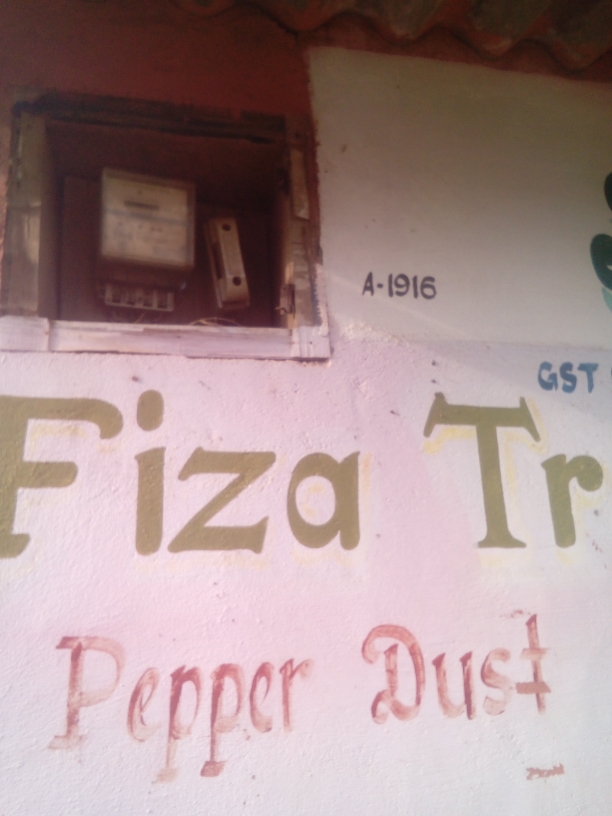 A-1916
GST
Fiza Tr
Pepper Dust